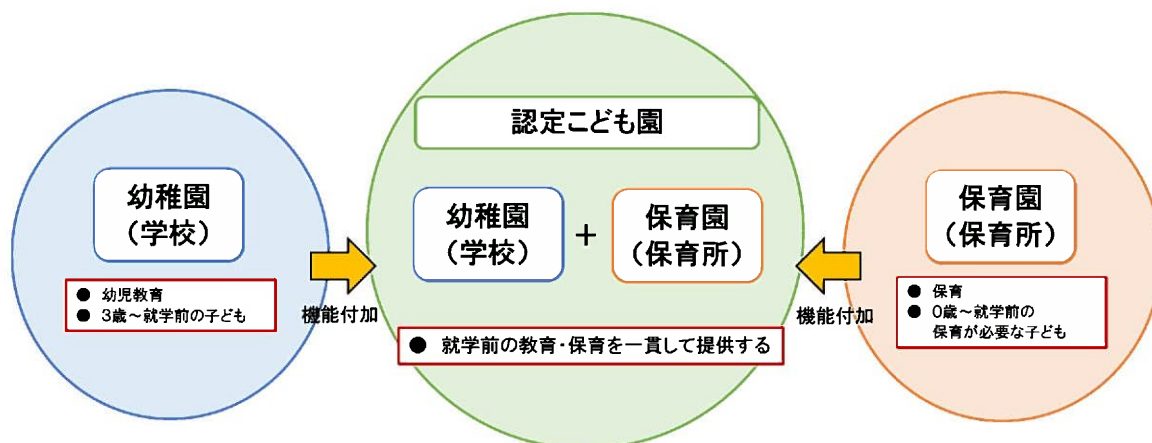 幼稚園
（学校）
● 幼児教育
● 3歳～就学前の子ども
機能付加
認定こども園
幼稚園
（学校）
+
保育園
（保育所）
● 就学前の教育・保育を一貫して提供する
機能付加
保育園
（保育所）
● 保育
● 0歳～就学前の
保育が必要な子ども